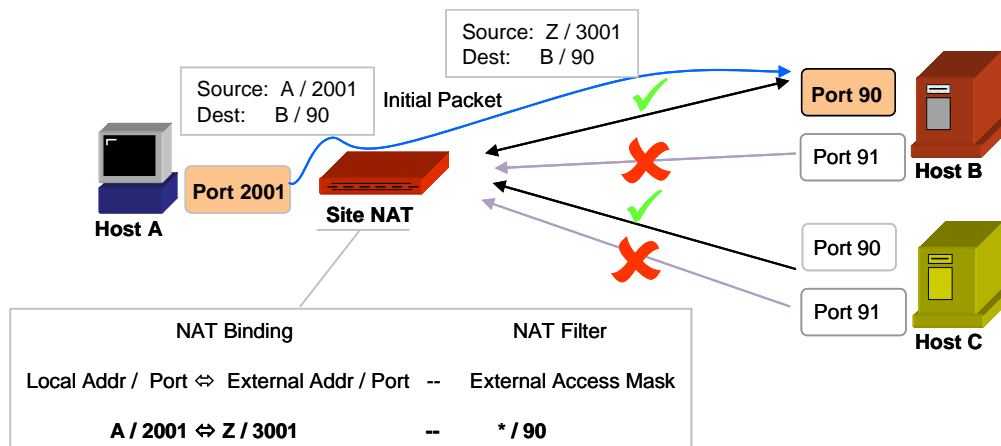 Source: Z / 3001
Dest: B / 90
Source: A / 2001
Dest: B / 90
Initial Packet
Port 90
Port 91
Host B
Port 2001
Host A
Site NAT
Port 90
Port 91
Host C
NAT Binding NAT Filter
Local Addr / Port ⇔ External Addr / Port -- External Access Mask
A / 2001 ⇔ Z / 3001 -- * / 90